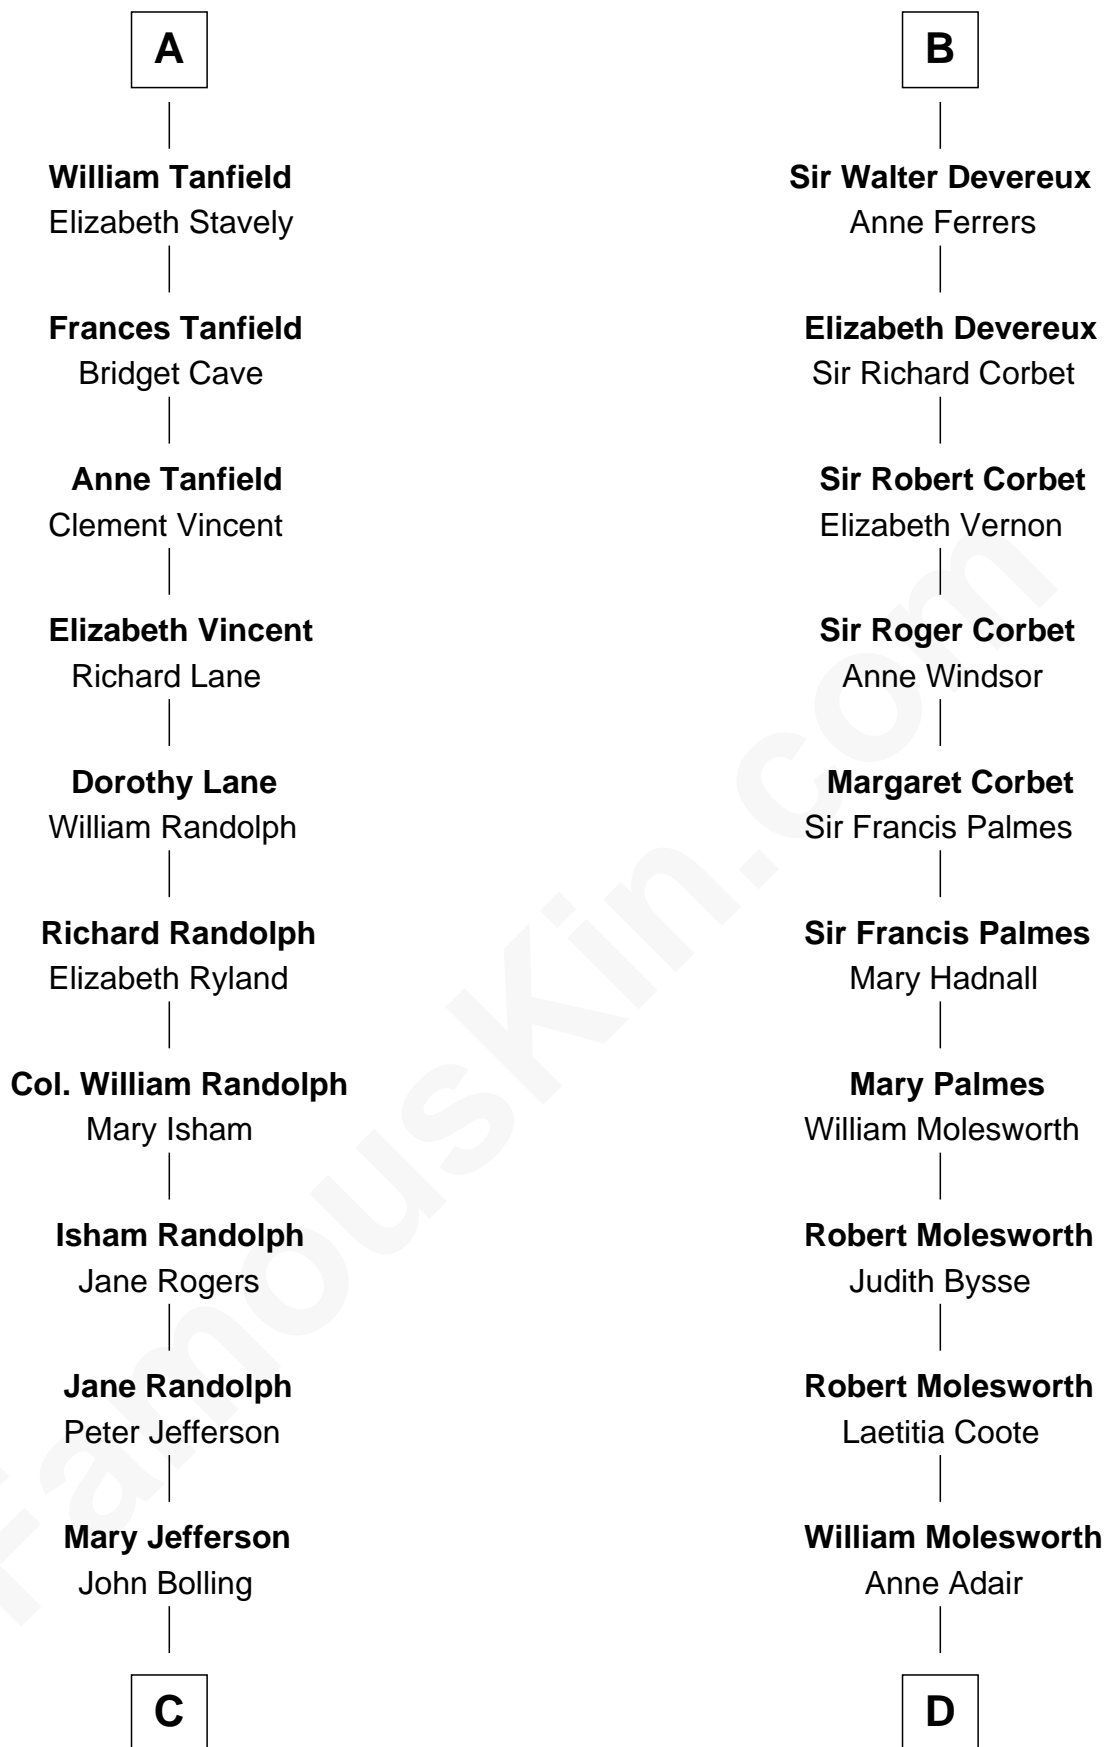 A
William Tanfield
Elizabeth Stavely
Frances Tanfield
Bridget Cave
Anne Tanfield
Clement Vincent
Elizabeth Vincent
Richard Lane
Dorothy Lane
William Randolph
Richard Randolph
Elizabeth Ryland
Col. William Randolph
Mary Isham
Isham Randolph
Jane Rogers
Jane Randolph
Peter Jefferson
Mary Jefferson
John Bolling
C
B
Sir Walter Devereux
Anne Ferrers
Elizabeth Devereux
Sir Richard Corbet
Sir Robert Corbet
Elizabeth Vernon
Sir Roger Corbet
Anne Windsor
Margaret Corbet
Sir Francis Palmes
Sir Francis Palmes
Mary Hadnall
Mary Palmes
William Molesworth
Robert Molesworth
Judith Bysse
Robert Molesworth
Laetitia Coote
William Molesworth
Anne Adair
D
FamousKin.com